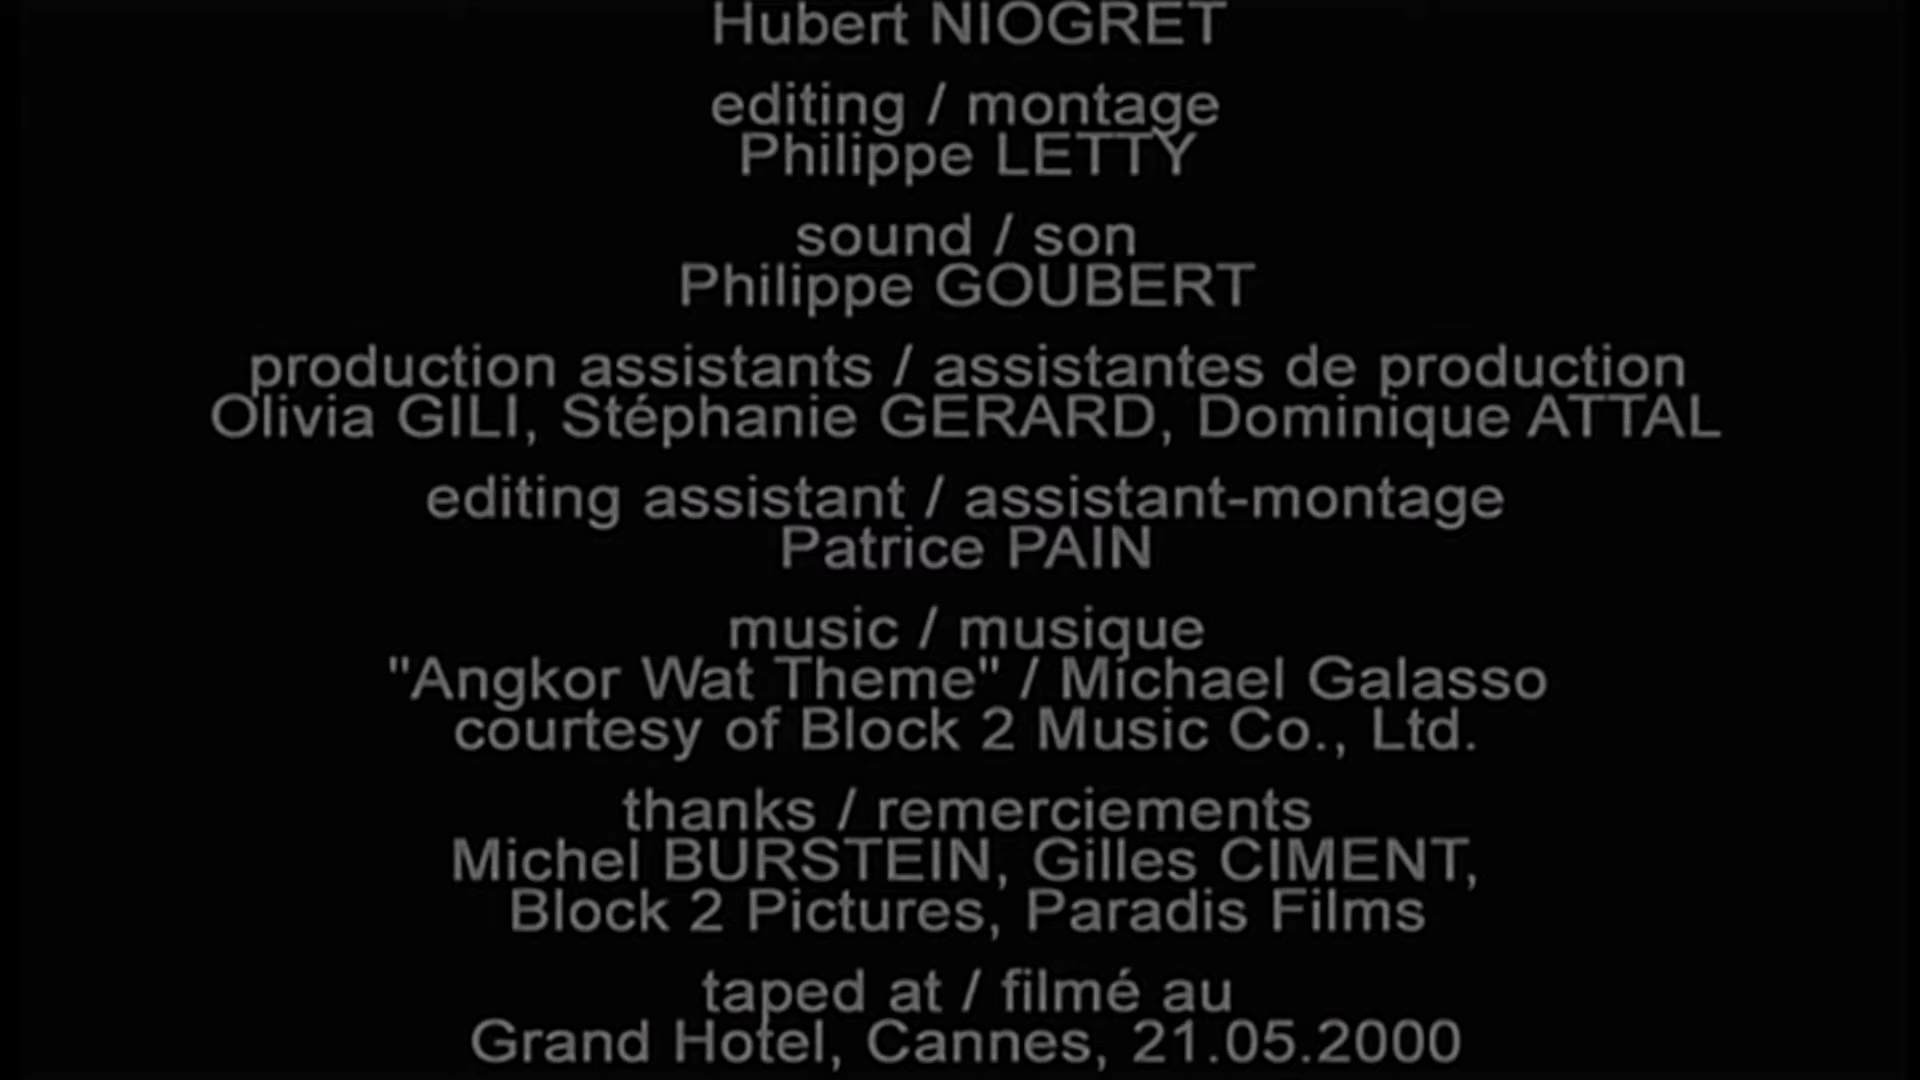 Hubert NIOGRET
editing / montage
Philippe LETTY
sound / son
Philippe GOUBERT
production assistants / assistantes de production
Olivia GILI, Stéphanie GERARD, Dominique ATTAL
editing assistant / assistant-montage
Patrice PAIN
music / musique
"Angkor Wat Theme" / Michael Galasso
courtesy of Block 2 Music Co., Ltd.
thanks / remerciements
Michel BURSTEIN, Gilles CIMENT,
Block 2 Pictures, Paradis Films
taped at / filmé au
Grand Hotel, Cannes, 21.05.2000